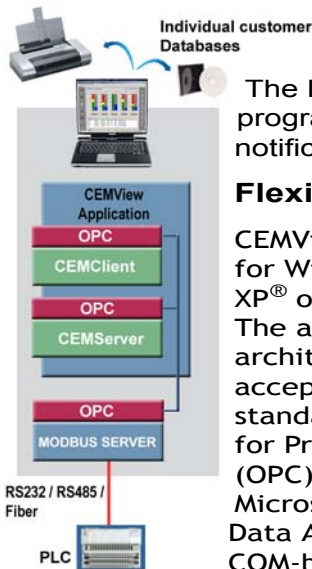 Individual customer
Databases
CEMView
Application
OPC
CEMClient
OPC
CEMServer
OPC
MODBUS SERVER
RS232 / RS485 /
Fiber
PLC
The
progra
notific
Flexi
CEMVi
for Wi
XP® o
The a
archit
accep
standa
for Pr
(OPC)
Micros
Data A
COM-b